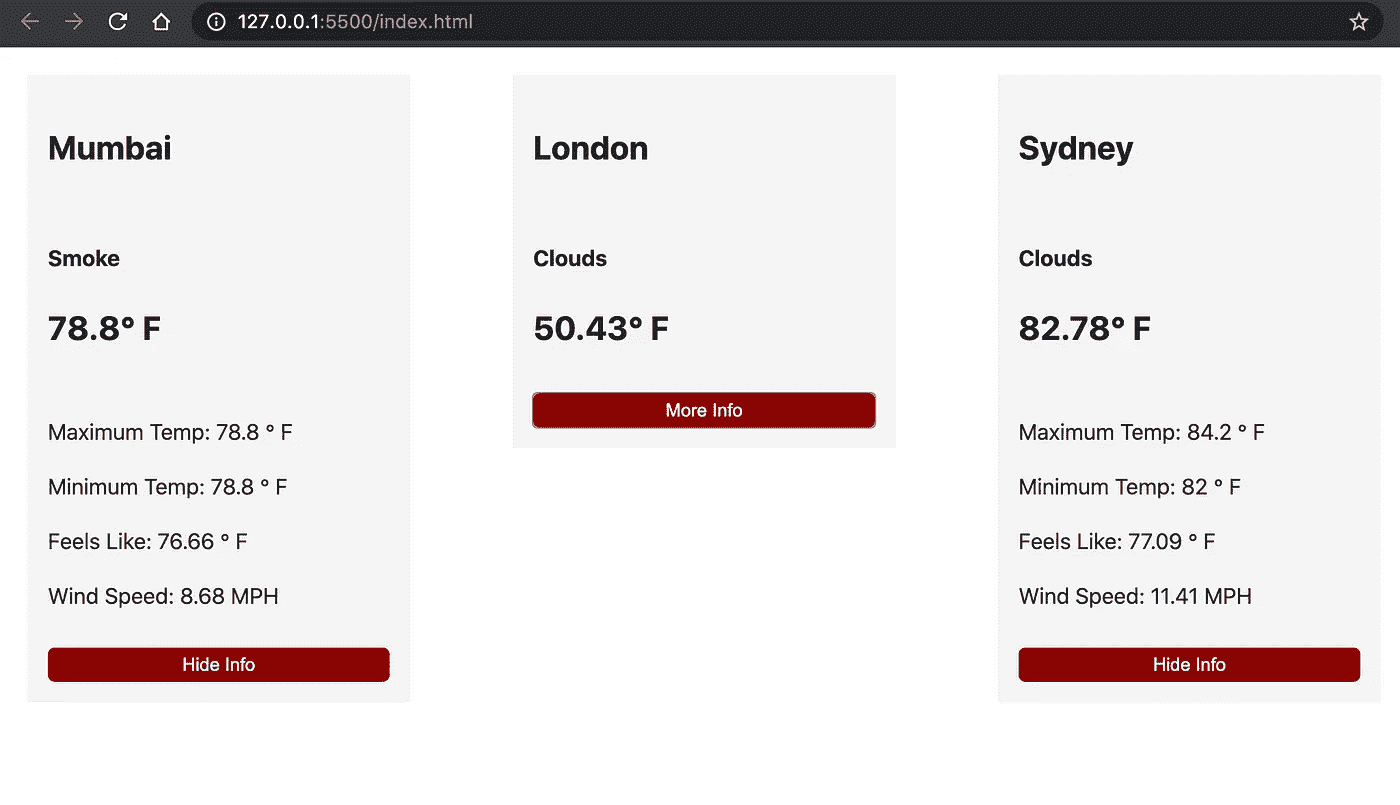 127.0.0.1:5500/index.html
Mumbai
Smoke
78.8° F
Maximum Temp: 78.8 ° F
Minimum Temp: 78.8 ° F
Feels Like: 76.66 ° F
Wind Speed: 8.68 MPH
Hide Info
London
Clouds
50.43° F
More Info
Sydney
Clouds
82.78° F
Maximum Temp: 84.2 ° F
Minimum Temp: 82 ° F
Feels Like: 77.09 ° F
Wind Speed: 11.41 MPH
Hide Info